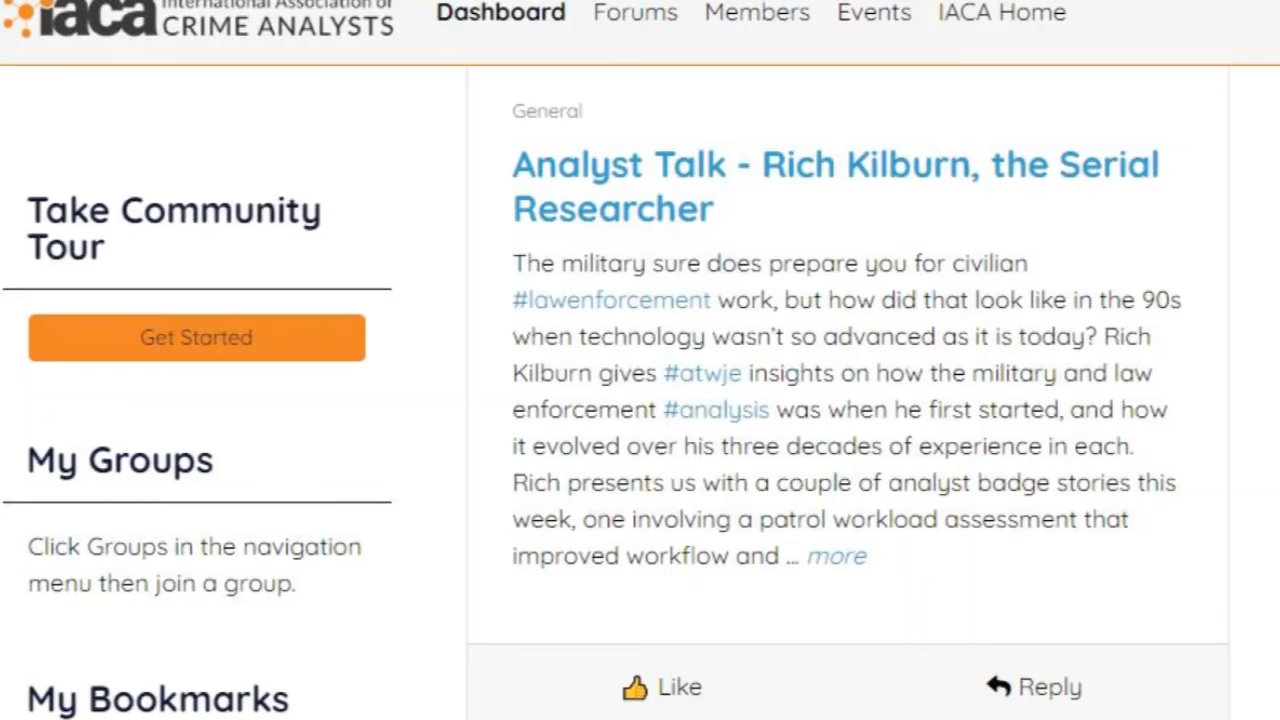 iaca International Association of
CRIME ANALYSTS
Dashboard Forums Members Events IACA Home
Take Community
Tour
Get Started
My Groups
Click Groups in the navigation
menu then join a group.
My Bookmarks
General
Analyst Talk - Rich Kilburn, the Serial
Researcher
The military sure does prepare you for civilian
#lawenforcement work, but how did that look like in the 90s
when technology wasn't so advanced as it is today? Rich
Kilburn gives #atwje insights on how the military and law
enforcement #analysis was when he first started, and how
it evolved over his three decades of experience in each.
Rich presents us with a couple of analyst badge stories this
week, one involving a patrol workload assessment that
improved workflow and ... more
👍 Like
Reply